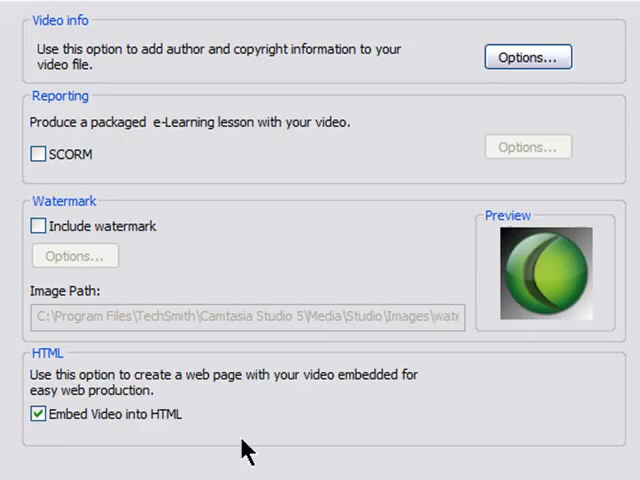 Video info
Use this option to add author and copyright information to your
video file.
Options...
Reporting
Produce a packaged  e-Learning lesson with your video.
SCORM
Options...
Watermark
Include watermark
Options...
Image Path:
C:\Program Files\TechSmith\Camtasia Studio 5\Media\Studio\Images\wate
Preview
HTML
Use this option to create a web page with your video embedded for
easy web production.
Embed Video into HTML